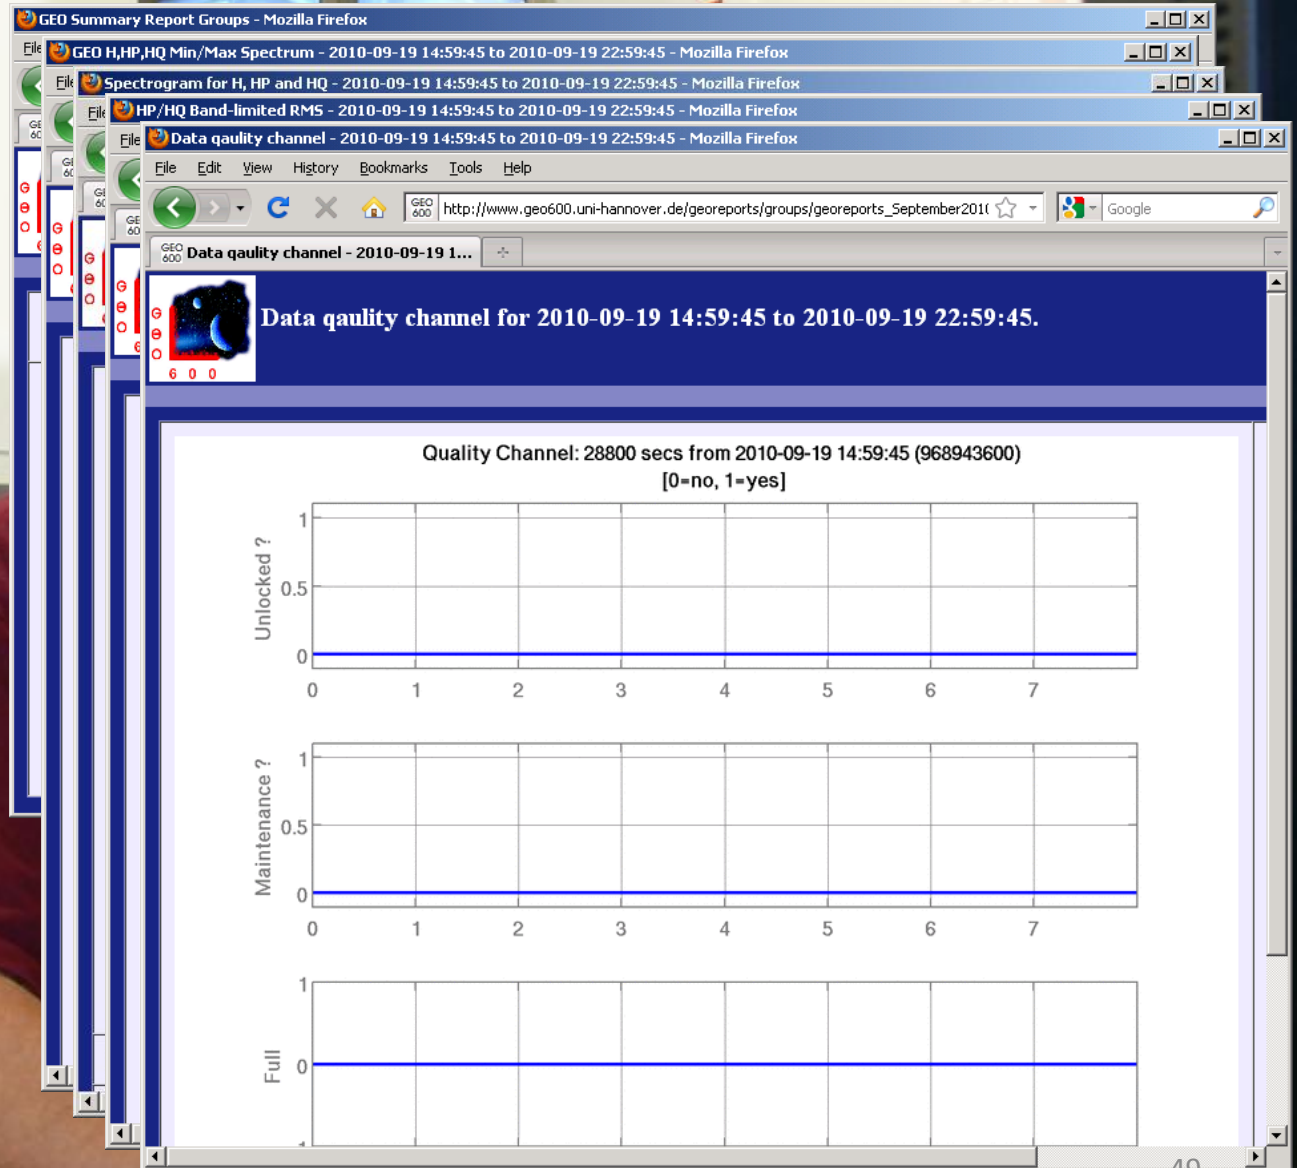 GEO Summary Report Groups - Mozilla Firefox
File
GEO H,HP,HQ Min/Max Spectrum - 2010-09-19 14:59:45 to 2010-09-19 22:59:45 - Mozilla Firefox
File
Spectrogram for H, HP and HQ - 2010-09-19 14:59:45 to 2010-09-19 22:59:45 - Mozilla Firefox
File
HP/HQ Band-limited RMS - 2010-09-19 14:59:45 to 2010-09-19 22:59:45 - Mozilla Firefox
File
Data qaulity channel - 2010-09-19 14:59:45 to 2010-09-19 22:59:45 - Mozilla Firefox
File Edit View History Bookmarks Tools Help
GEO 600 http://www.geo600.uni-hannover.de/georeports/groups/georeports_September201( Google
GEO 600 Data qaulity channel - 2010-09-19 1...
GEO 600
Data qaulity channel for 2010-09-19 14:59:45 to 2010-09-19 22:59:45.
Quality Channel: 28800 secs from 2010-09-19 14:59:45 (968943600)
[0=no, 1=yes]
Unlocked ?
1
0.5
0
0 1 2 3 4 5 6 7
Maintenance ?
1
0.5
0
0 1 2 3 4 5 6 7
Full
1
0